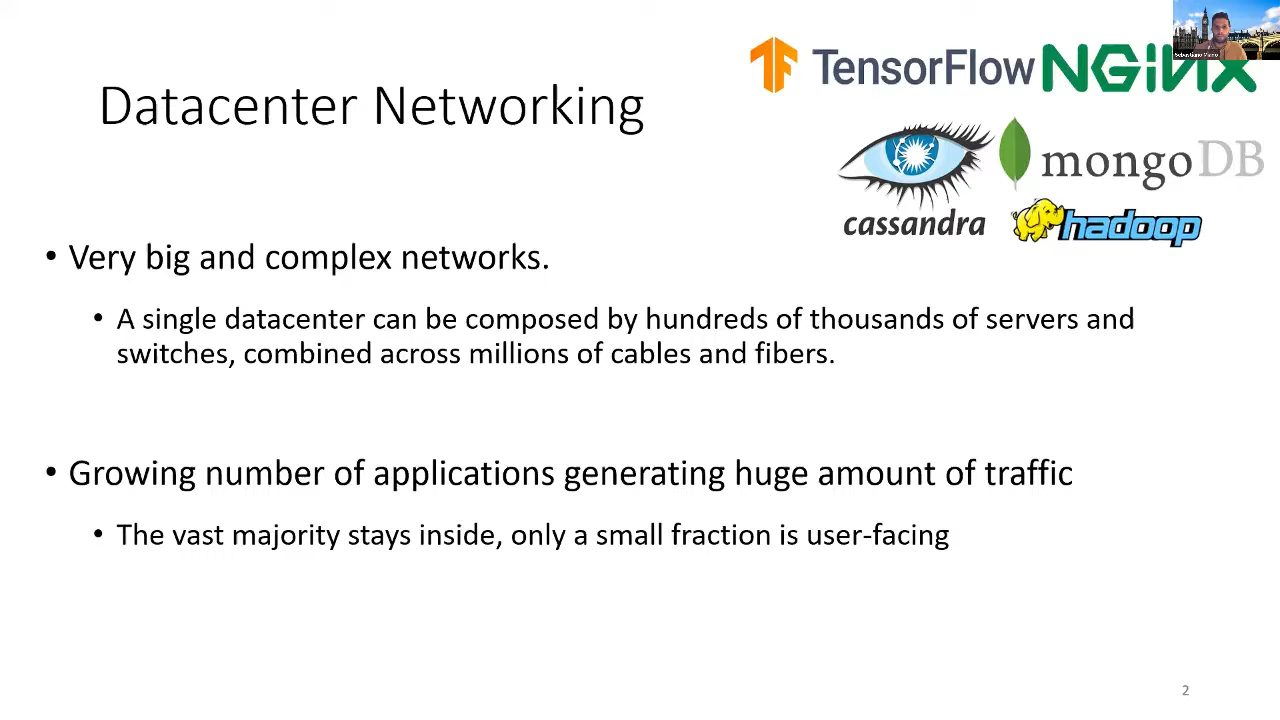 TensorFlow
NGINX
Datacenter Networking
cassandra
mongoDB
hadoop
• Very big and complex networks.
• A single datacenter can be composed by hundreds of thousands of servers and
switches, combined across millions of cables and fibers.
• Growing number of applications generating huge amount of traffic
• The vast majority stays inside, only a small fraction is user-facing
2